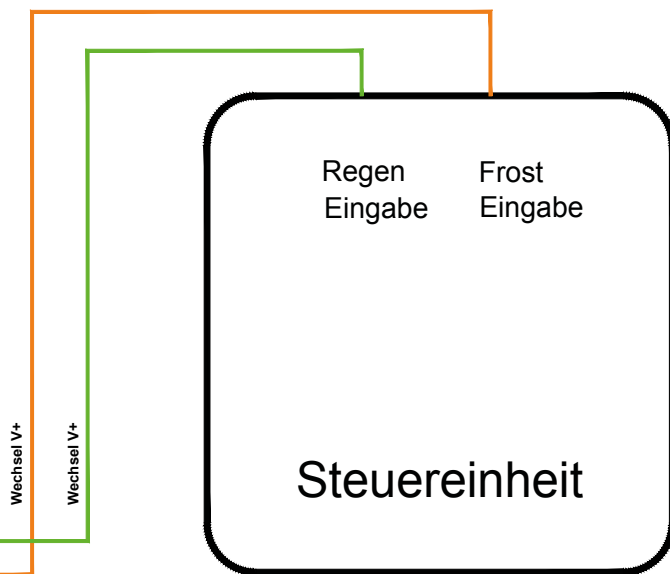 Regen
Eingabe
Frost
Eingabe
Wechsel V+
Wechsel V+
Steuereinheit